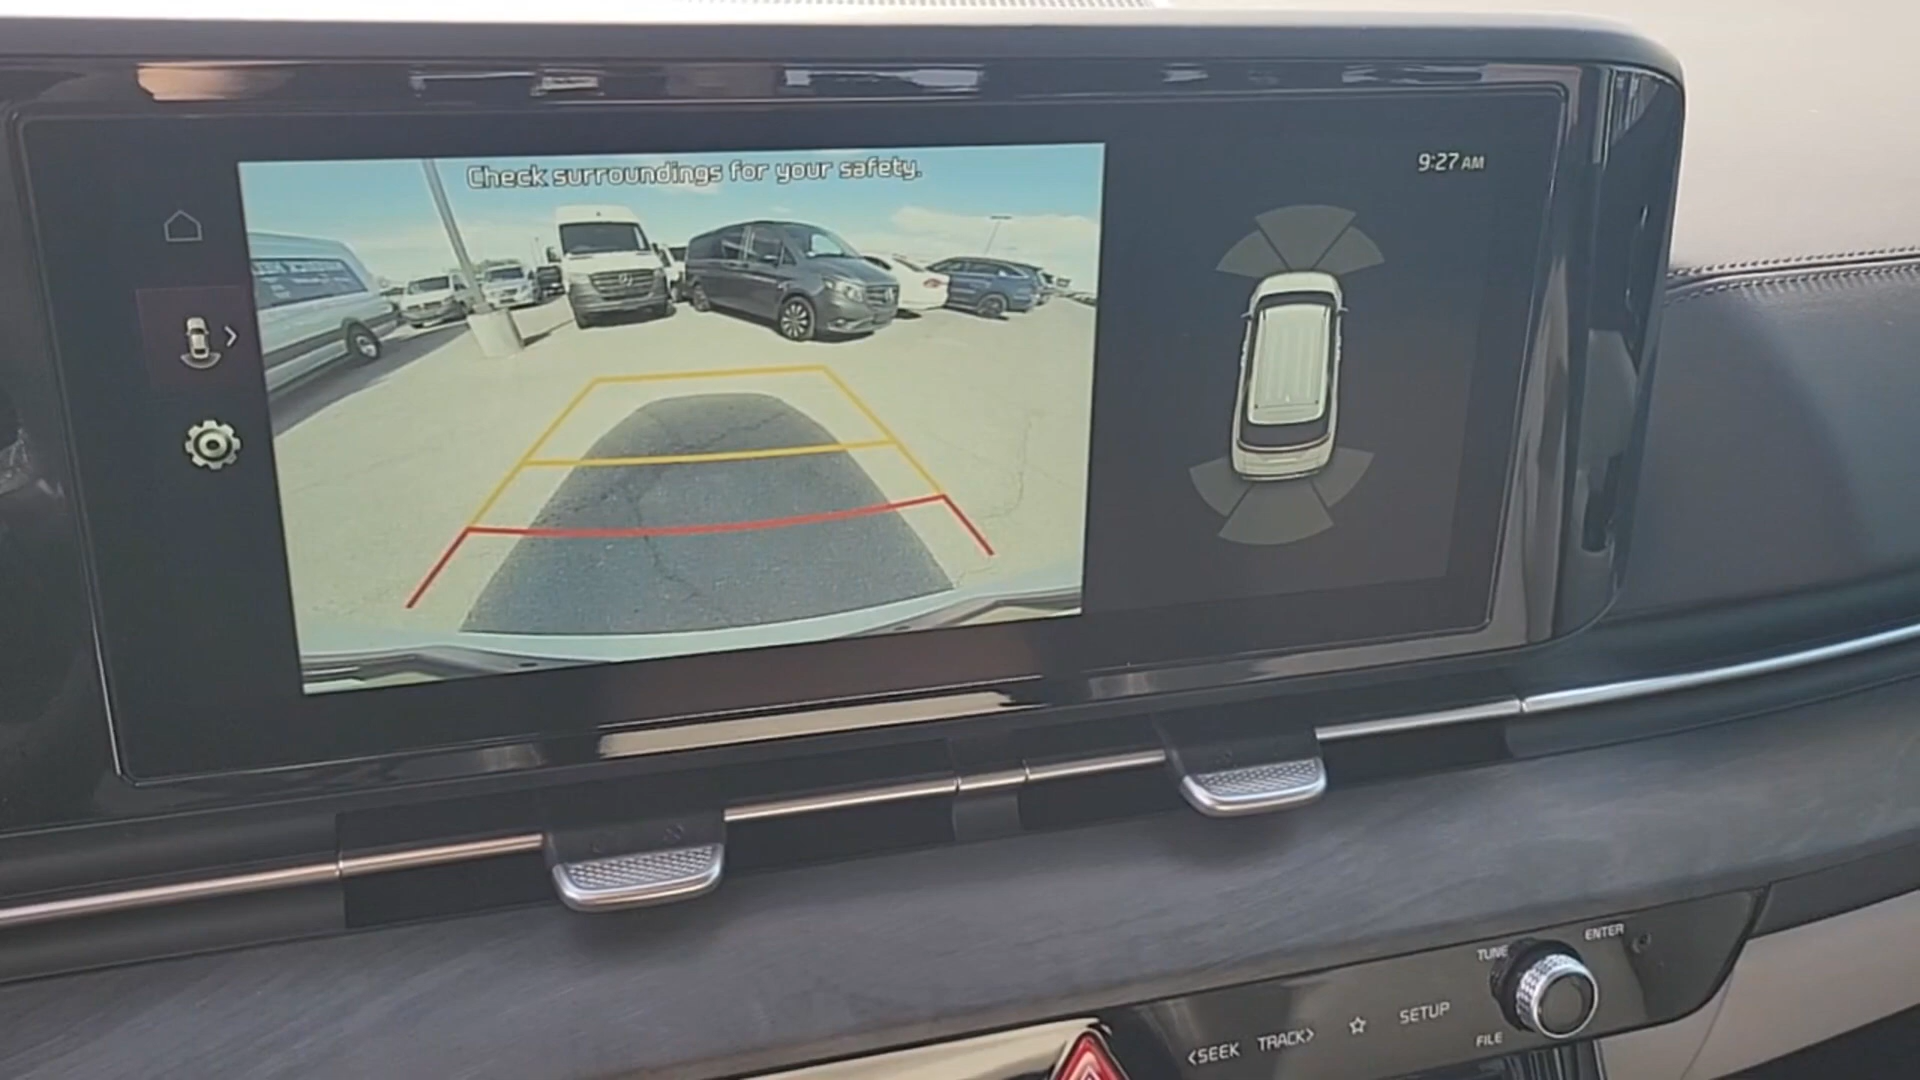 Check surroundings for your safety.
9:27 AM
TUNE
ENTER
<SEEK TRACK> ☆ SETUP
FILE